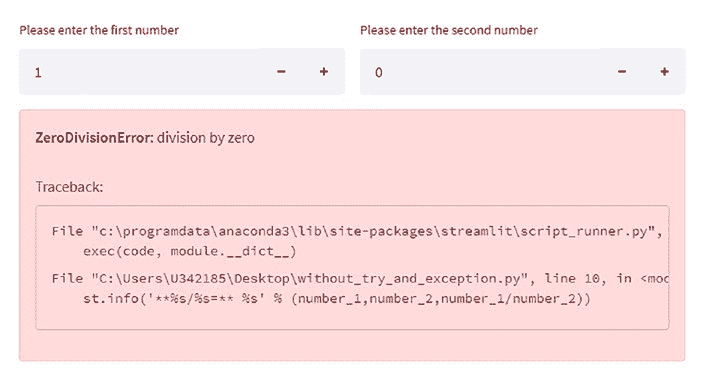 Please enter the first number
Please enter the second number
1 − +
0 − +
ZeroDivisionError: division by zero
Traceback:
File "c:\programdata\anaconda3\lib\site-packages\streamlit\script_runner.py",
exec(code, module.__dict__)
File "C:\Users\U342185\Desktop\without_try_and_exception.py", line 10, in <mod
st.info('**%s/%s=** %s' % (number_1,number_2,number_1/number_2))